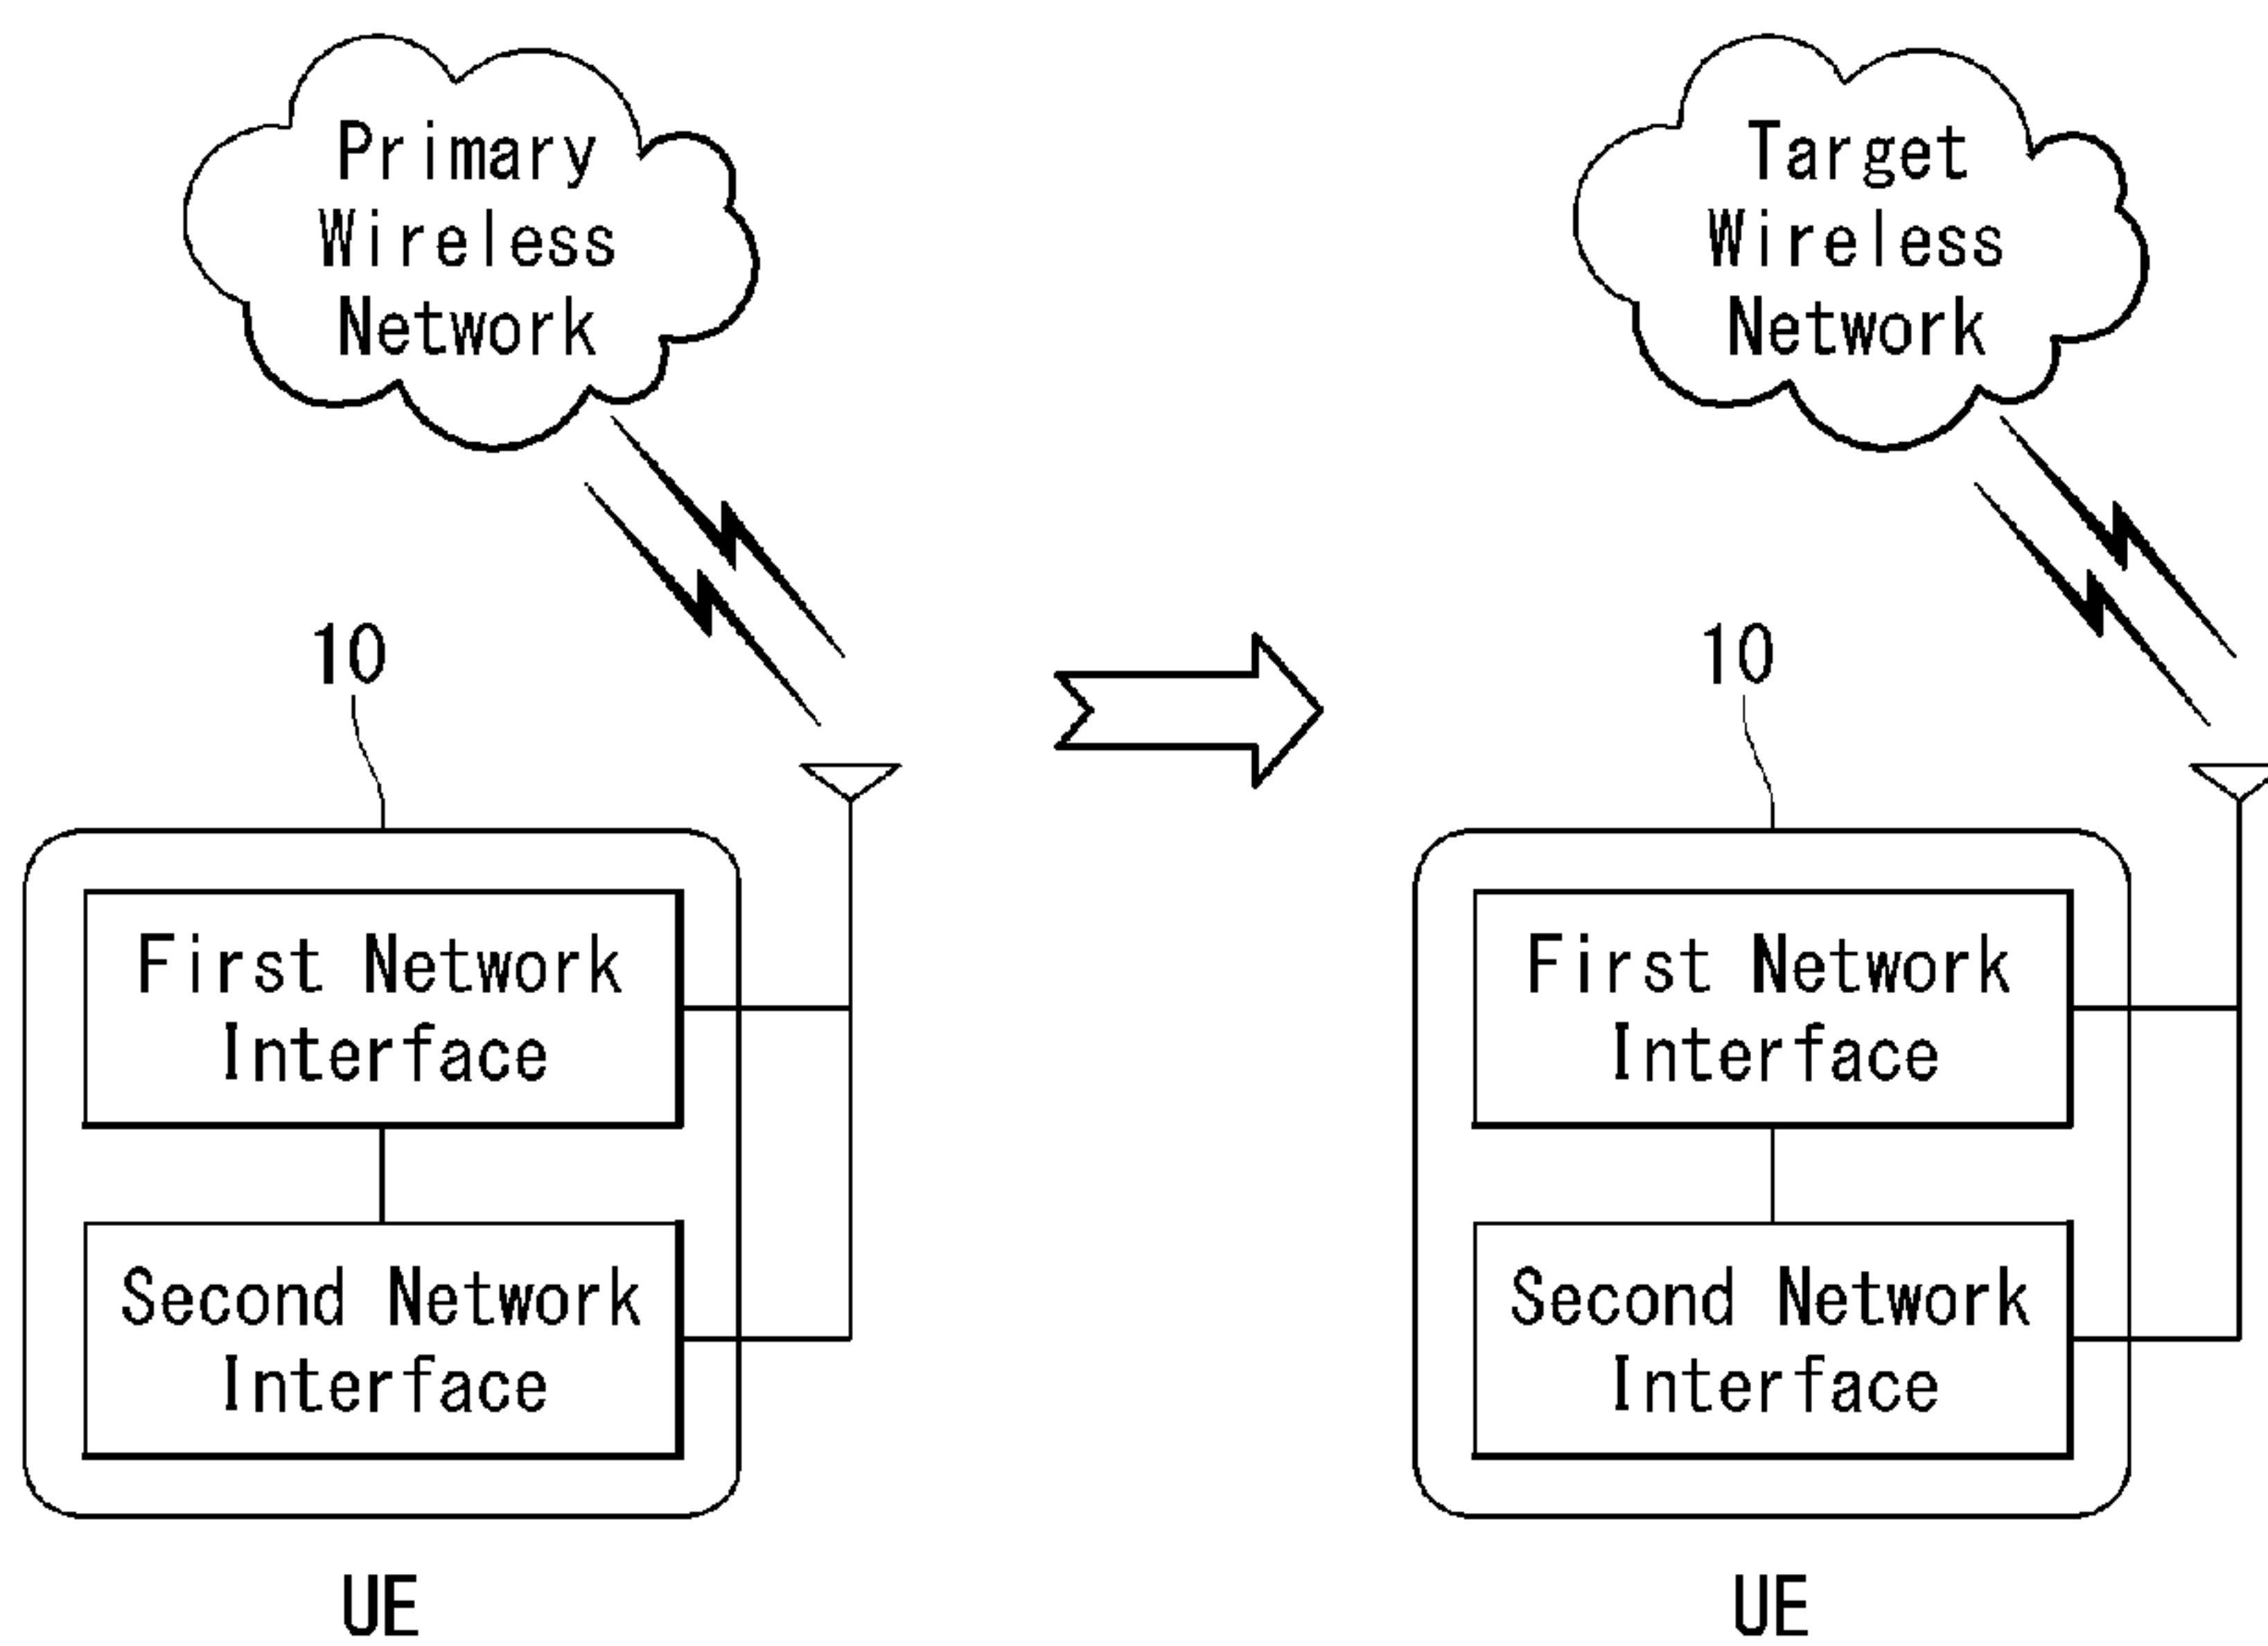 Primary
Wireless
Network
10
First Network
Interface
Second Network
Interface
UE
Target
Wireless
Network
10
First Network
Interface
Second Network
Interface
UE